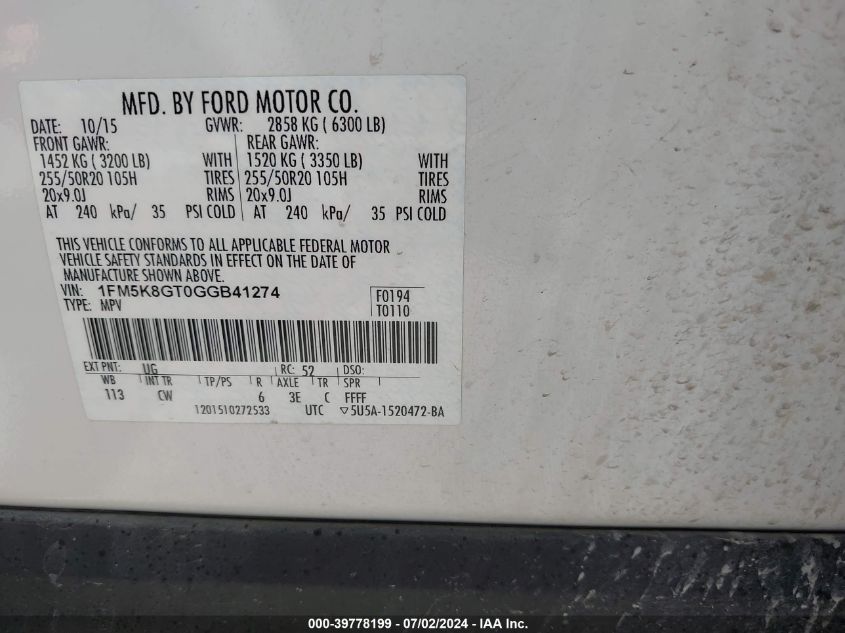 MFD. BY FORD MOTOR CO.
DATE: 10/15 GVWR: 2858 KG ( 6300 LB)
FRONT GAWR: REAR GAWR:
1452 KG ( 3200 LB) WITH 1520 KG ( 3350 LB) WITH
255/50R20 105H TIRES 255/50R20 105H TIRES
20x9.0J RIMS 20x9.0J RIMS
AT 240 kPa/ 35 PSI COLD AT 240 kPa/ 35 PSI COLD
THIS VEHICLE CONFORMS TO ALL APPLICABLE FEDERAL MOTOR
VEHICLE SAFETY STANDARDS IN EFFECT ON THE DATE OF
MANUFACTURE SHOWN ABOVE.
VIN: 1FM5K8GT0GGB41274 F0194
TYPE: MPV T0110
EXT PNT: UG RC: 52 DSO:
WB INT TR TP/PS R AXLE TR SPR
113 CW 6 3E C FFFF
1201510272533 UTC ▽5U5A-1520472-BA
000-39778199 - 07/02/2024 - IAA Inc.